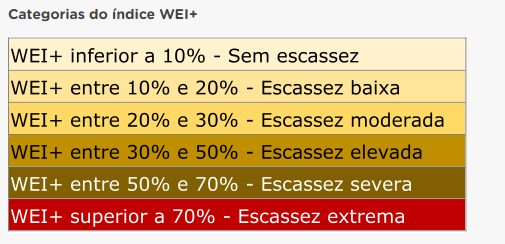 Categorias do índice WEI+
WEI+ inferior a 10% - Sem escassez
WEI+ entre 10% e 20% - Escassez baixa
WEI+ entre 20% e 30% - Escassez moderada
WEI+ entre 30% e 50% - Escassez elevada
WEI+ entre 50% e 70% - Escassez severa
WEI+ superior a 70% - Escassez extrema